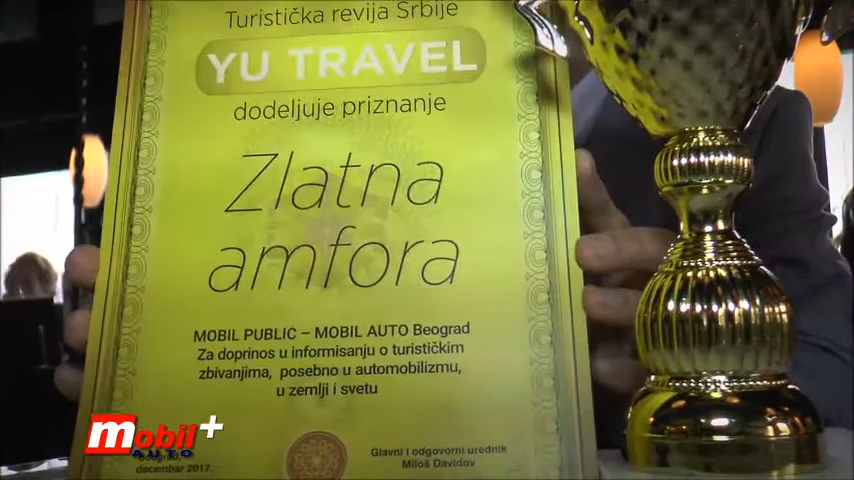 Turistička revija Srbije
YU TRAVEL
dodeljuje priznanje
Zlatna
amfora
MOBIL PUBLIC – MOBIL AUTO Beograd
Za doprinos u informisanju o turističkim
zbivanjima, posebno u automobilizmu,
u zemlji i svetu
Glavni i odgovorni urednik
Miloš Davidov
Beograd,
decembar 2017.
mobil+
AUTO